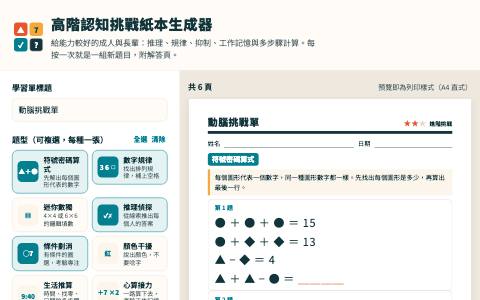 高階認知挑戰紙本生成器
給能力較好的成人與長輩：推理、規律、抑制、工作記憶與多步驟計算。每
按一次就是一組新題目，附解答頁。
學習單標題
動腦挑戰單
題型（可複選，每種一張） 全選 清除
符號密碼算式
先解出每個圖形代表的數字
數字規律
找出排列規律，補上空格
迷你數獨
4×4 或 6×6 的邏輯填數
推理偵探
從線索推出每個人的答案
條件劃消
有條件的圈選，考驗專注
顏色干擾
說出顏色，不要唸字
生活推算
心算接力
共 6 頁 預覽即為列印樣式（A4 直式）
動腦挑戰單
★★★ 進階挑戰
姓名 日期
符號密碼算式
每個圖形代表一個數字，同一種圖形數字都一樣。先找出每個圖形是多少，再算出
最後一行。
第 1 題
● + ● + ● = 15
● + ◆ + ◆ = 13
▲ – ◆ = 4
▲ + ▲ – ● =